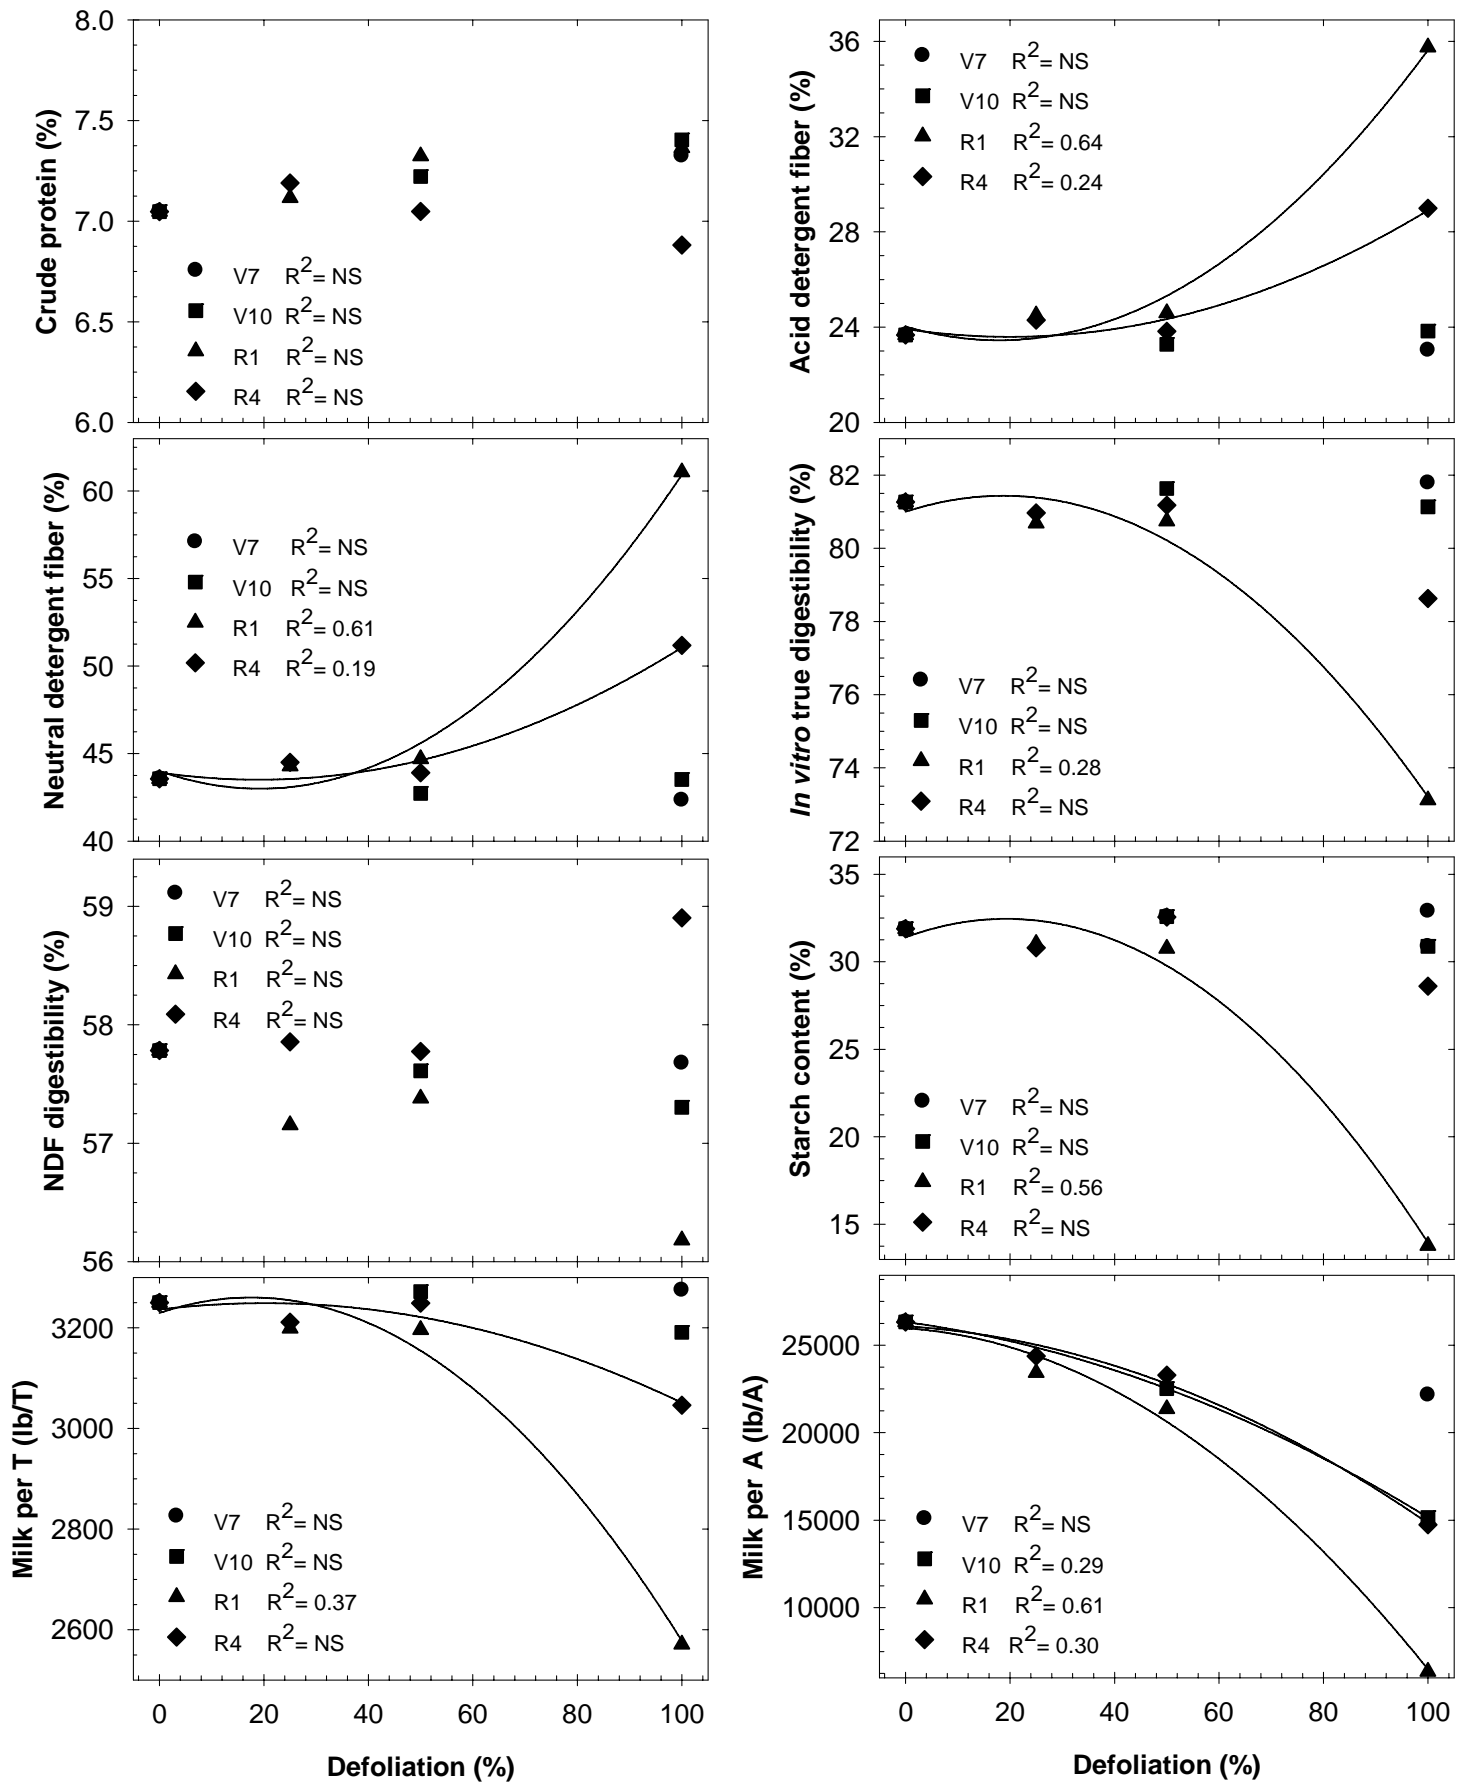 Crude protein (%)
8.0
7.5
7.0
6.5
6.0
V7 R2= NS
V10 R2= NS
R1 R2= NS
R4 R2= NS
Acid detergent fiber (%)
36
32
28
24
20
V7 R2= NS
V10 R2= NS
R1 R2= 0.64
R4 R2= 0.24
Neutral detergent fiber (%)
60
55
50
45
40
V7 R2= NS
V10 R2= NS
R1 R2= 0.61
R4 R2= 0.19
In vitro true digestibility (%)
82
80
78
76
74
72
V7 R2= NS
V10 R2= NS
R1 R2= 0.28
R4 R2= NS
NDF digestibility (%)
59
58
57
56
V7 R2= NS
V10 R2= NS
R1 R2= NS
R4 R2= NS
Starch content (%)
35
30
25
20
15
V7 R2= NS
V10 R2= NS
R1 R2= 0.56
R4 R2= NS
Milk per T (lb/T)
3200
3000
2800
2600
V7 R2= NS
V10 R2= NS
R1 R2= 0.37
R4 R2= NS
0 20 40 60 80 100
Defoliation (%)
Milk per A (lb/A)
25000
20000
15000
10000
V7 R2= NS
V10 R2= 0.29
R1 R2= 0.61
R4 R2= 0.30
0 20 40 60 80 100
Defoliation (%)